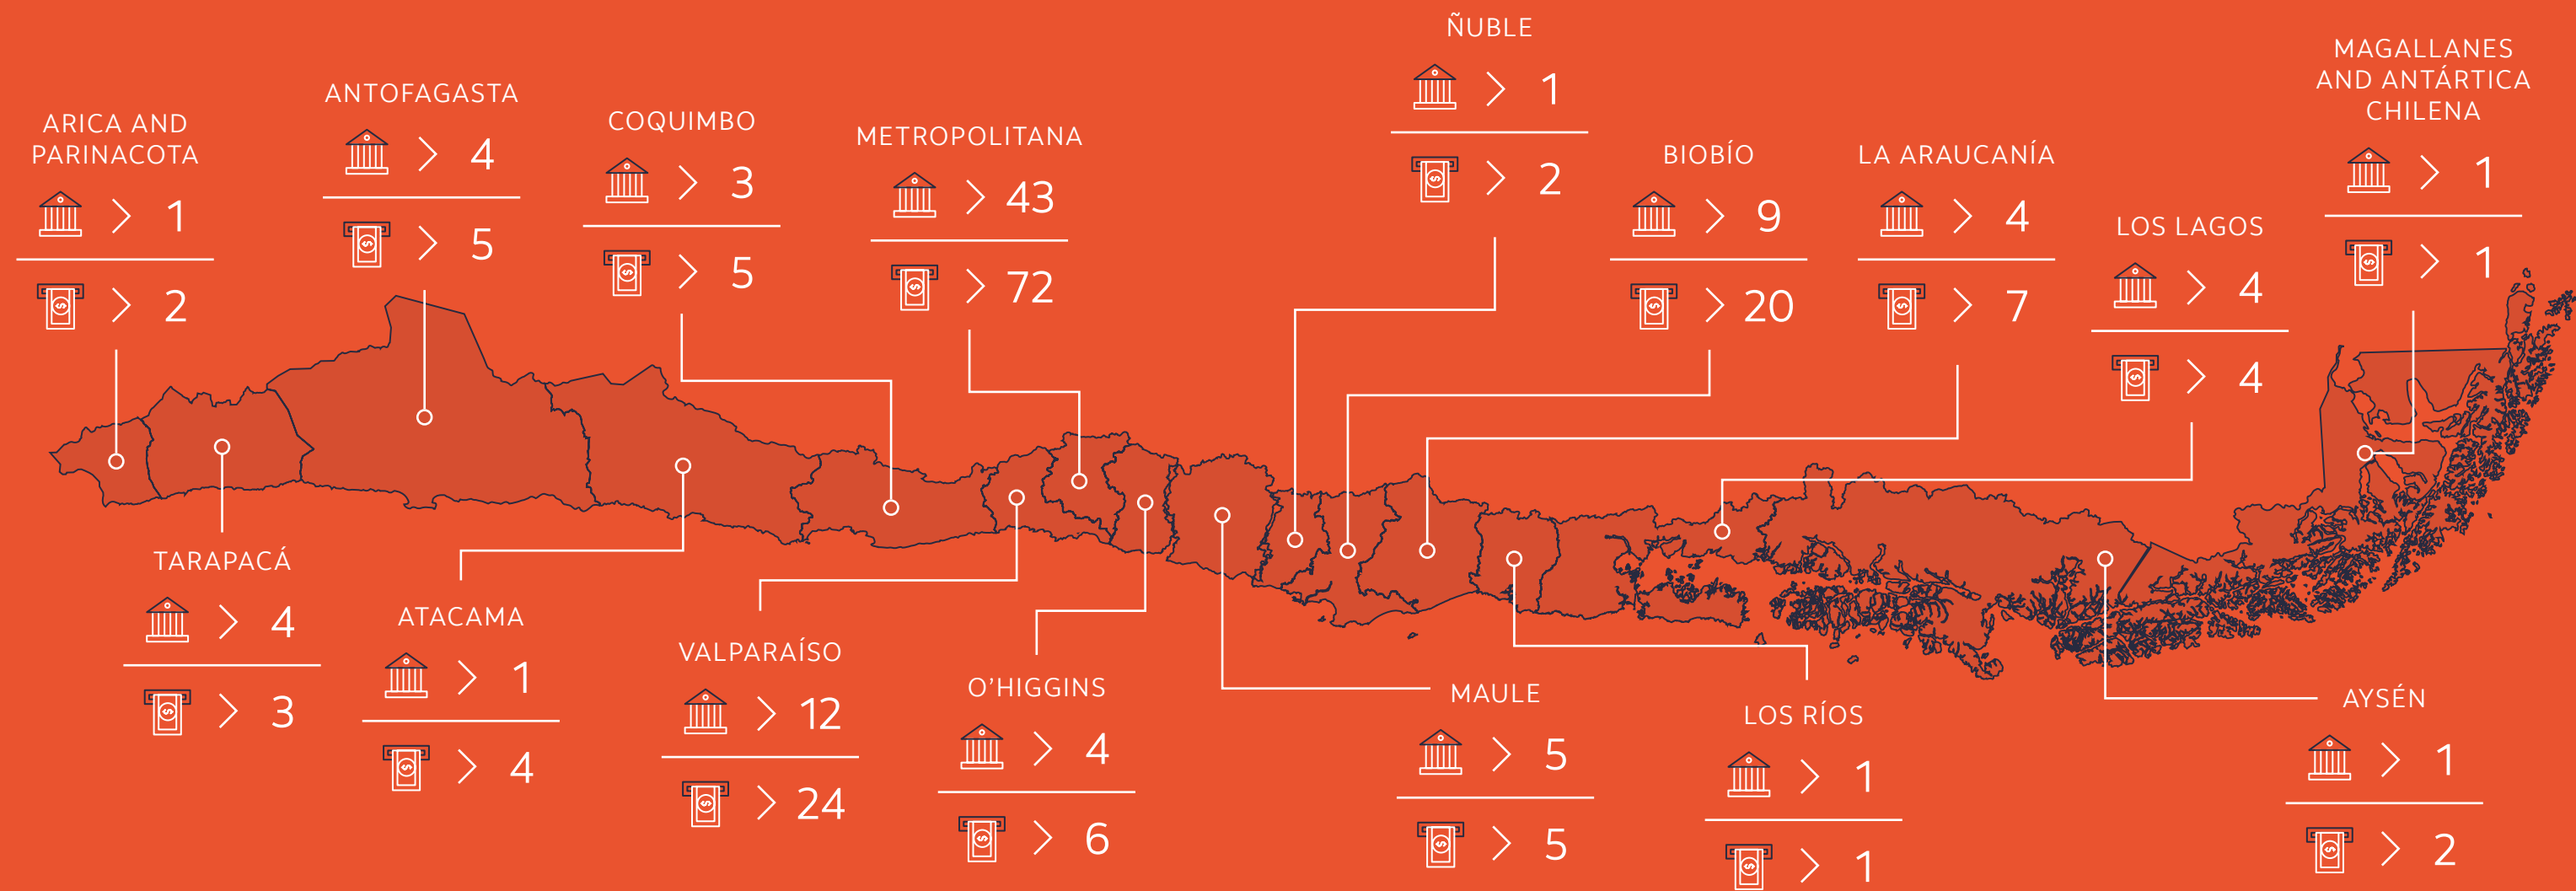 ARICA AND
PARINACOTA
> 1
> 2
ANTOFAGASTA
> 4
> 5
COQUIMBO
> 3
> 5
METROPOLITANA
> 43
> 72
ÑUBLE
> 1
> 2
BIOBÍO
> 9
> 20
LA ARAUCANÍA
> 4
> 7
LOS LAGOS
> 4
> 4
MAGALLANES
AND ANTÁRTICA
CHILENA
> 1
> 1
TARAPACÁ
> 4
> 3
ATACAMA
> 1
> 4
VALPARAÍSO
> 12
> 24
O’HIGGINS
> 4
> 6
MAULE
> 5
> 5
LOS RÍOS
> 1
> 1
AYSÉN
> 1
> 2